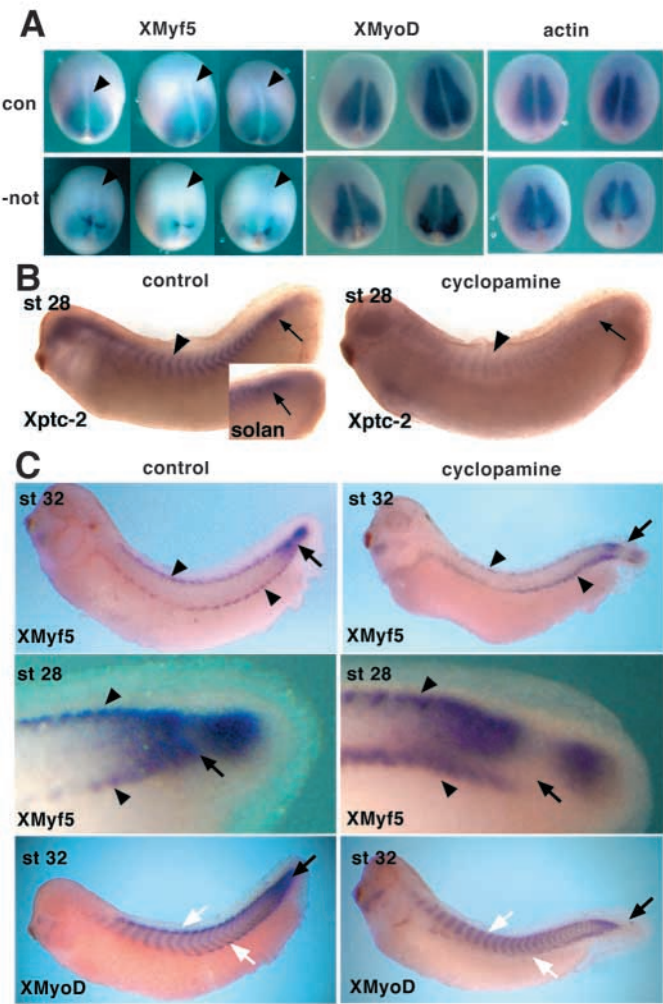 A
XMyf5 XMyoD actin
con
-not
B
control cyclopamine
st 28 st 28
Xptc-2 solan Xptc-2
C
control cyclopamine
st 32 st 32
XMyf5 XMyf5
st 28 st 28
XMyf5 XMyf5
st 32 st 32
XMyoD XMyoD